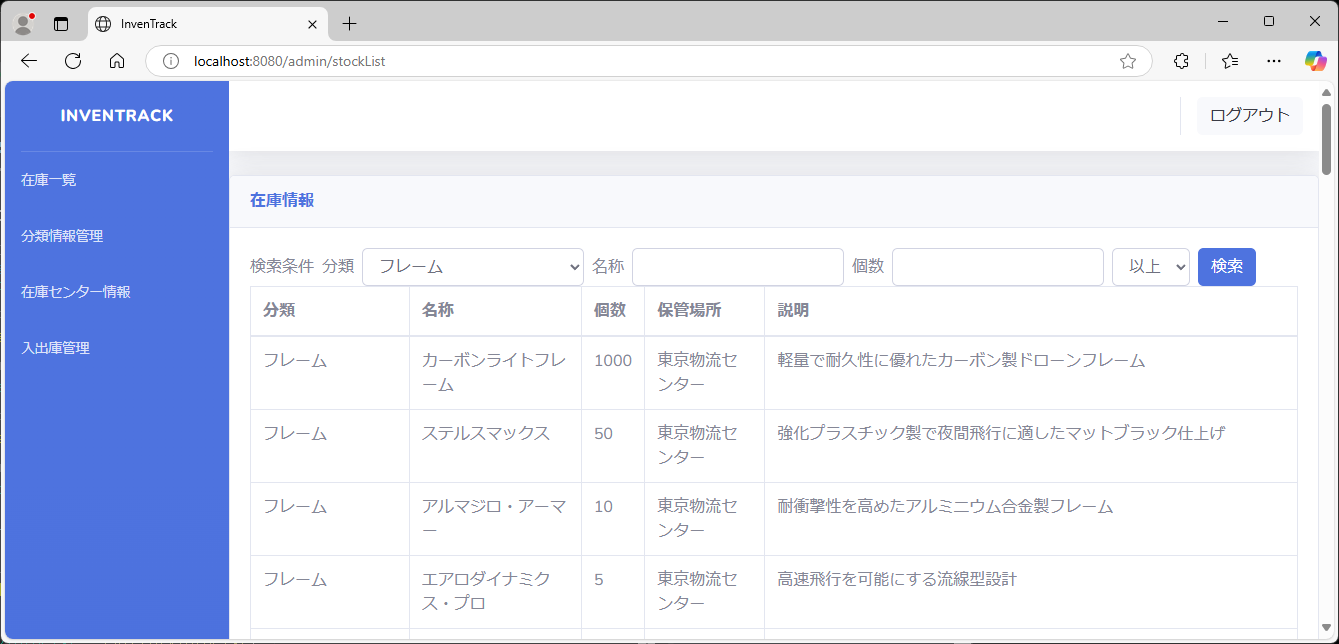 InvenTrack
localhost:8080/admin/stockList
INVENTRACK
ログアウト
在庫一覧
分類情報管理
在庫センター情報
入出庫管理
在庫情報
検索条件 分類 フレーム 名称 個数 以上 検索
分類 名称 個数 保管場所 説明
フレーム カーボンライトフレ 1000 東京物流セ 軽量で耐久性に優れたカーボン製ドローンフレーム
ーム ンター
フレーム ステルスマックス 50 東京物流セ 強化プラスチック製で夜間飛行に適したマットブラック仕上げ
ンター
フレーム アルマジロ・アーマ 10 東京物流セ 耐衝撃性を高めたアルミニウム合金製フレーム
ー ンター
フレーム エアロダイナミク 5 東京物流セ 高速飛行を可能にする流線型設計
ス・プロ ンター